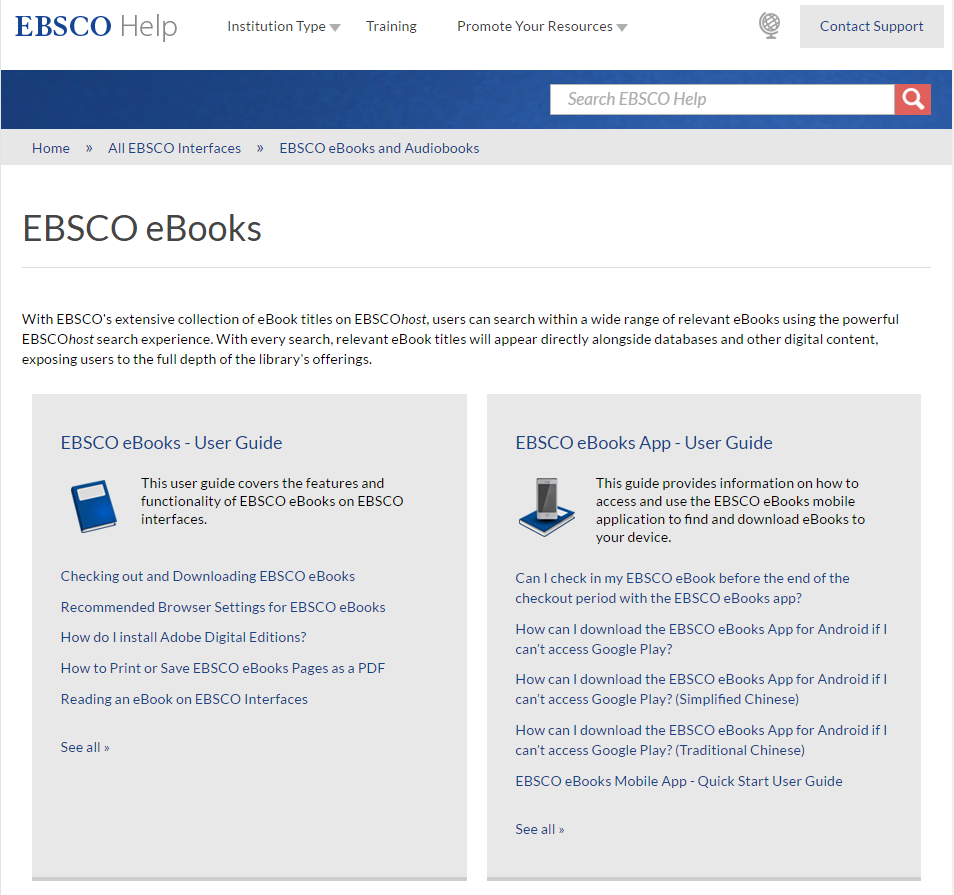 EBSCO Help
Institution Type
Training
Promote Your Resources
Contact Support
Search EBSCO Help
Home » All EBSCO Interfaces » EBSCO eBooks and Audiobooks
EBSCO eBooks
With EBSCO's extensive collection of eBook titles on EBSCOhost, users can search within a wide range of relevant eBooks using the powerful
EBSCOhost search experience. With every search, relevant eBook titles will appear directly alongside databases and other digital content,
exposing users to the full depth of the library's offerings.
EBSCO eBooks - User Guide
This user guide covers the features and
functionality of EBSCO eBooks on EBSCO
interfaces.
Checking out and Downloading EBSCO eBooks
Recommended Browser Settings for EBSCO eBooks
How do I install Adobe Digital Editions?
How to Print or Save EBSCO eBooks Pages as a PDF
Reading an eBook on EBSCO Interfaces
See all »
EBSCO eBooks App - User Guide
This guide provides information on how to
access and use the EBSCO eBooks mobile
application to find and download eBooks to
your device.
Can I check in my EBSCO eBook before the end of the
checkout period with the EBSCO eBooks app?
How can I download the EBSCO eBooks App for Android if I
can't access Google Play?
How can I download the EBSCO eBooks App for Android if I
can't access Google Play? (Simplified Chinese)
How can I download the EBSCO eBooks App for Android if I
can't access Google Play? (Traditional Chinese)
EBSCO eBooks Mobile App - Quick Start User Guide
See all »